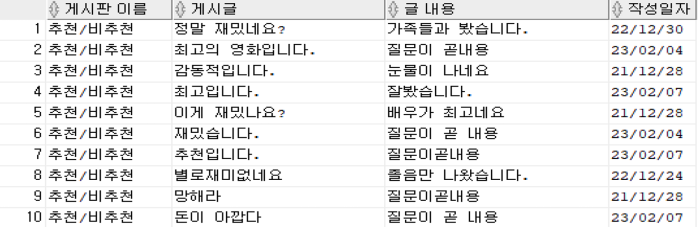 게시판 이름 게시글 글 내용 작성일자
1 추천/비추천 정말 재밌네요? 가족들과 봤습니다. 22/12/30
2 추천/비추천 최고의 영화입니다. 질문이 곧내용 23/02/04
3 추천/비추천 감동적입니다. 눈물이 나네요 21/12/28
4 추천/비추천 최고입니다. 잘봤습니다. 23/02/07
5 추천/비추천 이게 재밌나요? 배우가 최고네요 21/12/28
6 추천/비추천 재밌습니다. 질문이 곧 내용 23/02/04
7 추천/비추천 추천입니다. 질문이곧내용 23/02/07
8 추천/비추천 별로재미없네요 졸음만 나왔습니다. 22/12/24
9 추천/비추천 망해라 질문이곧내용 21/12/28
10 추천/비추천 돈이 아깝다 질문이 곧 내용 23/02/07